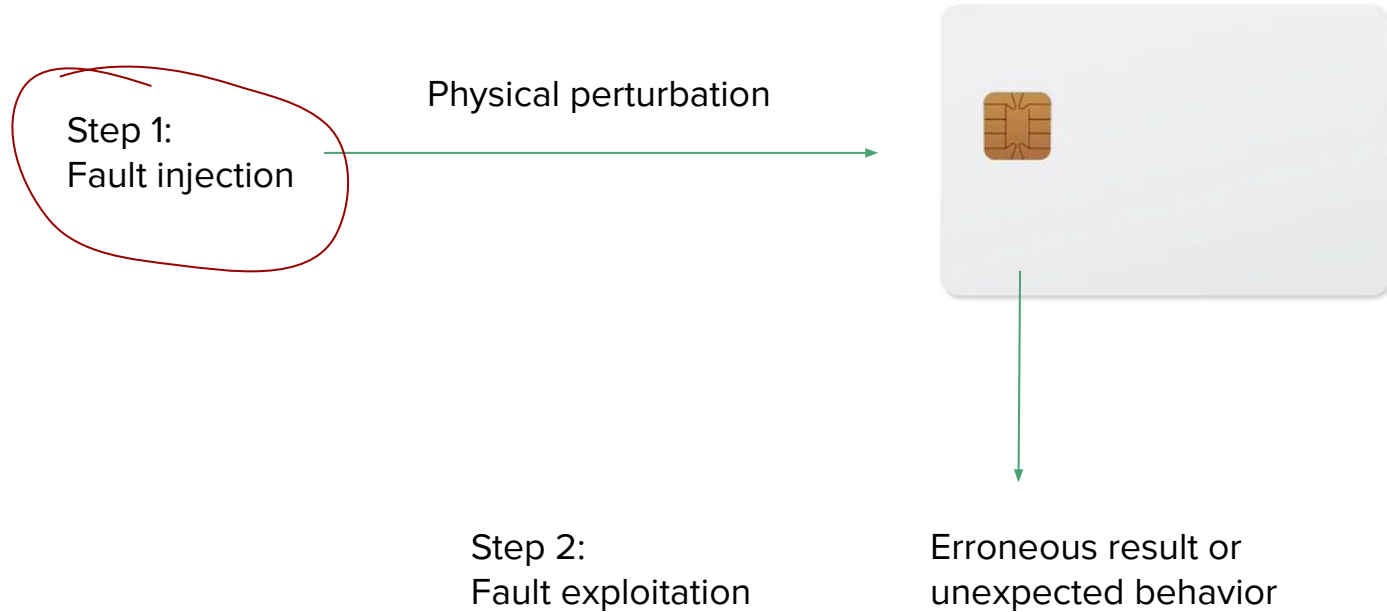 Physical perturbation
Step 1:
Fault injection
Step 2:
Fault exploitation
Erroneous result or
unexpected behavior